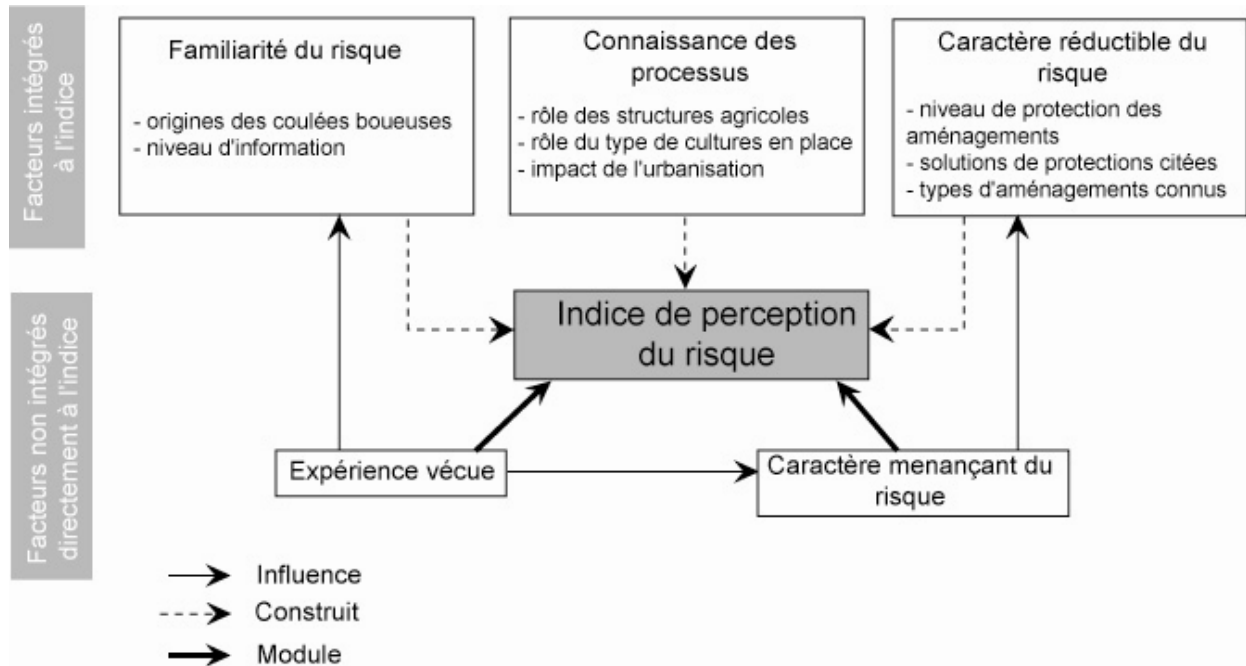 Facteurs intégrés
à l'indice
Familiarité du risque
- origines des coulées boueuses
- niveau d'information
Connaissance des
processus
- rôle des structures agricoles
- rôle du type de cultures en place
- impact de l'urbanisation
Caractère réductible du
risque
- niveau de protection des
aménagements
- solutions de protections citées
- types d'aménagements connus
Facteurs non intégrés
directement à l'indice
Indice de perception
du risque
Expérience vécue
Caractère menançant du
risque
Influence
Construit
Module